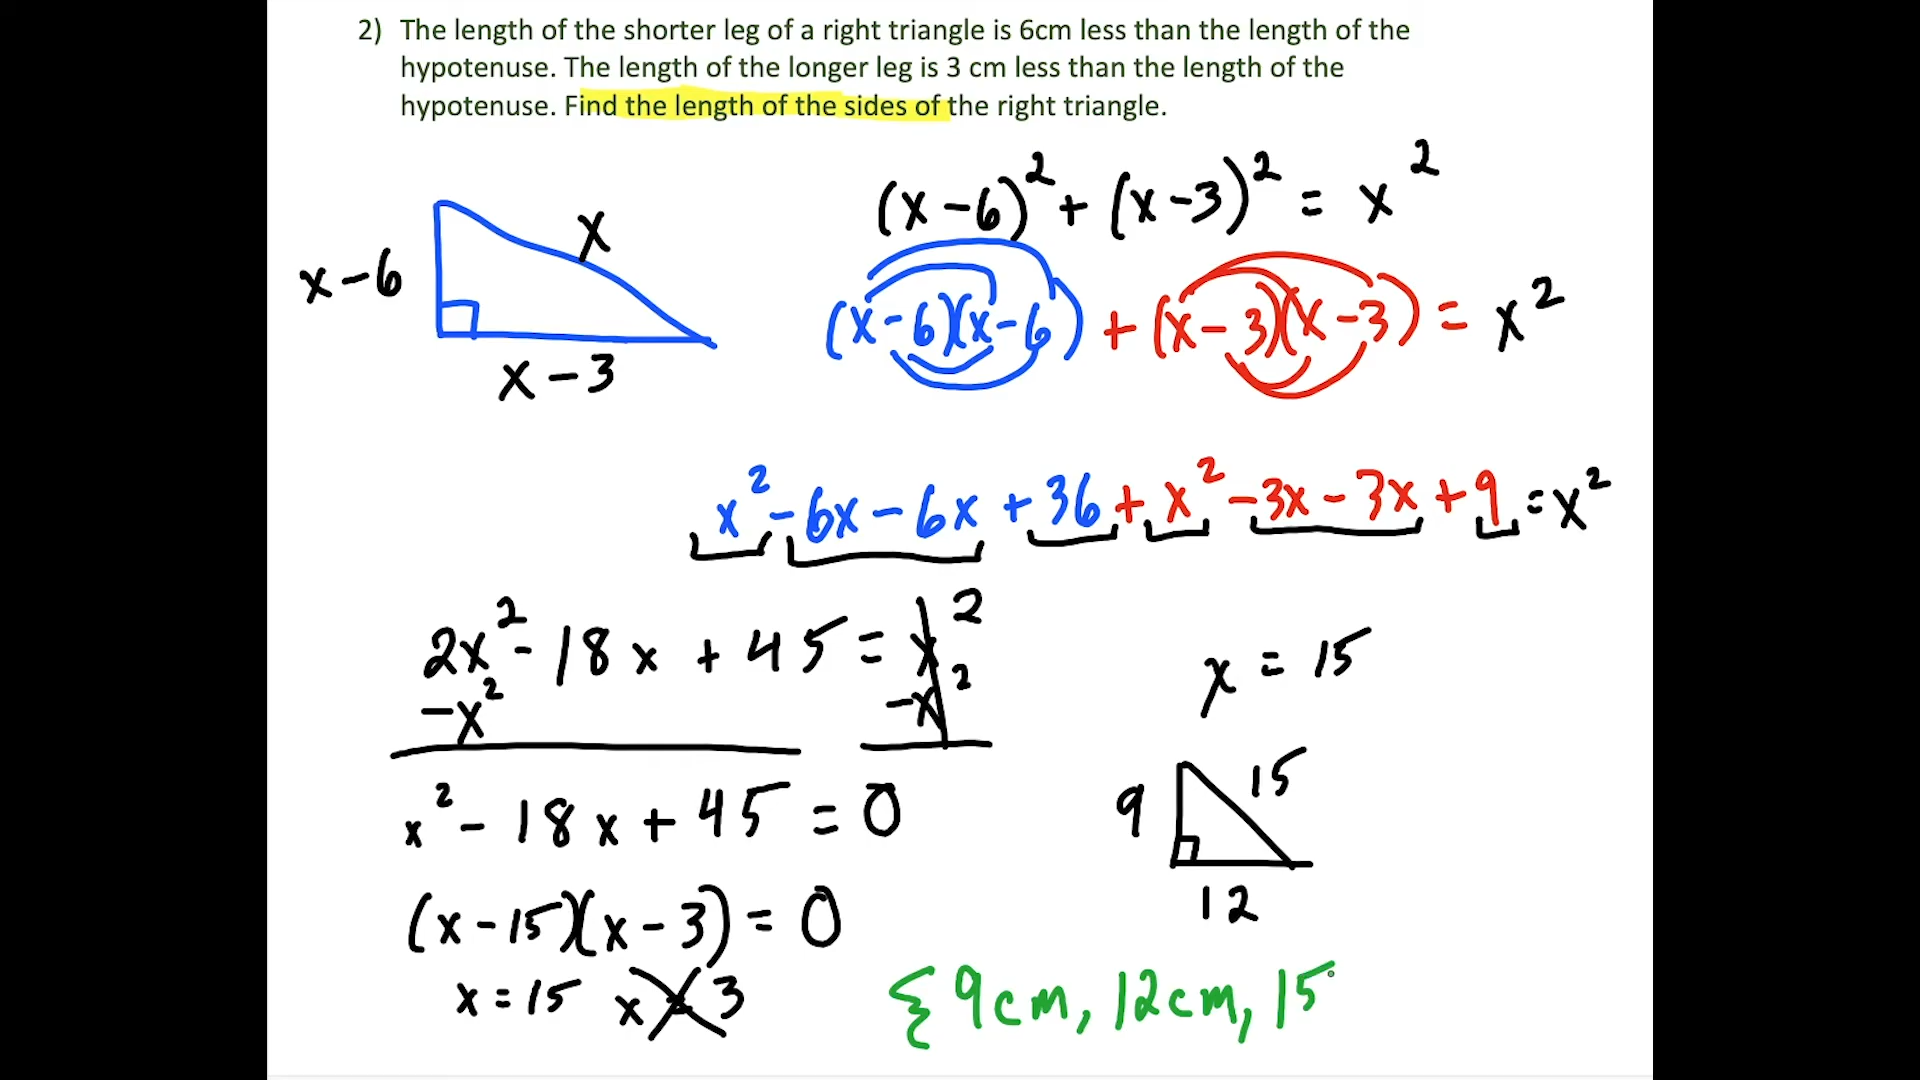 2) The length of the shorter leg of a right triangle is 6cm less than the length of the
hypotenuse. The length of the longer leg is 3 cm less than the length of the
hypotenuse. Find the length of the sides of the right triangle.
(x-6)² + (x-3)² = x²
x
x-6
x-3
(x-6)(x-6) + (x-3)(x-3) = x²
x² - 6x - 6x + 36 + x² - 3x - 3x + 9 = x²
2x² - 18x + 45 = x²
-x² -x²
x = 15
x² - 18x + 45 = 0
9 15
12
(x-15)(x-3) = 0
x = 15 x = 3
{9cm, 12cm, 15